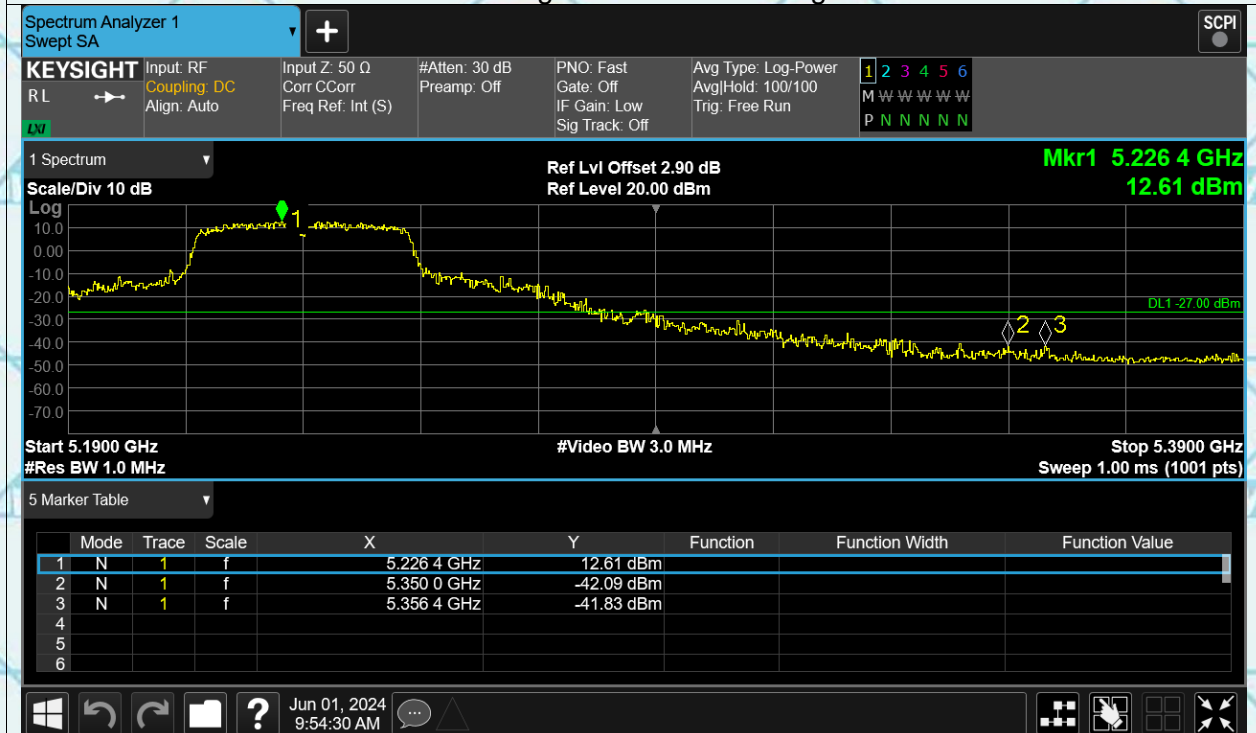 Spectrum Analyzer 1
Swept SA
+
SCPI
KEYSIGHT
RL
LXI
Input: RF
Coupling: DC
Align: Auto
Input Z: 50 Ω
Corr CCorr
Freq Ref: Int (S)
#Atten: 30 dB
Preamp: Off
PNO: Fast
Gate: Off
IF Gain: Low
Sig Track: Off
Avg Type: Log-Power
Avg|Hold: 100/100
Trig: Free Run
1 2 3 4 5 6
M W W W W W
P N N N N N
1 Spectrum
Scale/Div 10 dB
Ref Lvl Offset 2.90 dB
Ref Level 20.00 dBm
Mkr1 5.226 4 GHz
12.61 dBm
Log
10.0
0.00
-10.0
-20.0
-30.0
-40.0
-50.0
-60.0
-70.0
1
DL1 -27.00 dBm
2
3
Start 5.1900 GHz
#Video BW 3.0 MHz
Stop 5.3900 GHz
#Res BW 1.0 MHz
Sweep 1.00 ms (1001 pts)
5 Marker Table
Mode Trace Scale X Y Function Function Width Function Value
1 N 1 f 5.226 4 GHz 12.61 dBm
2 N 1 f 5.350 0 GHz -42.09 dBm
3 N 1 f 5.356 4 GHz -41.83 dBm
4
5
6
?
Jun 01, 2024
9:54:30 AM